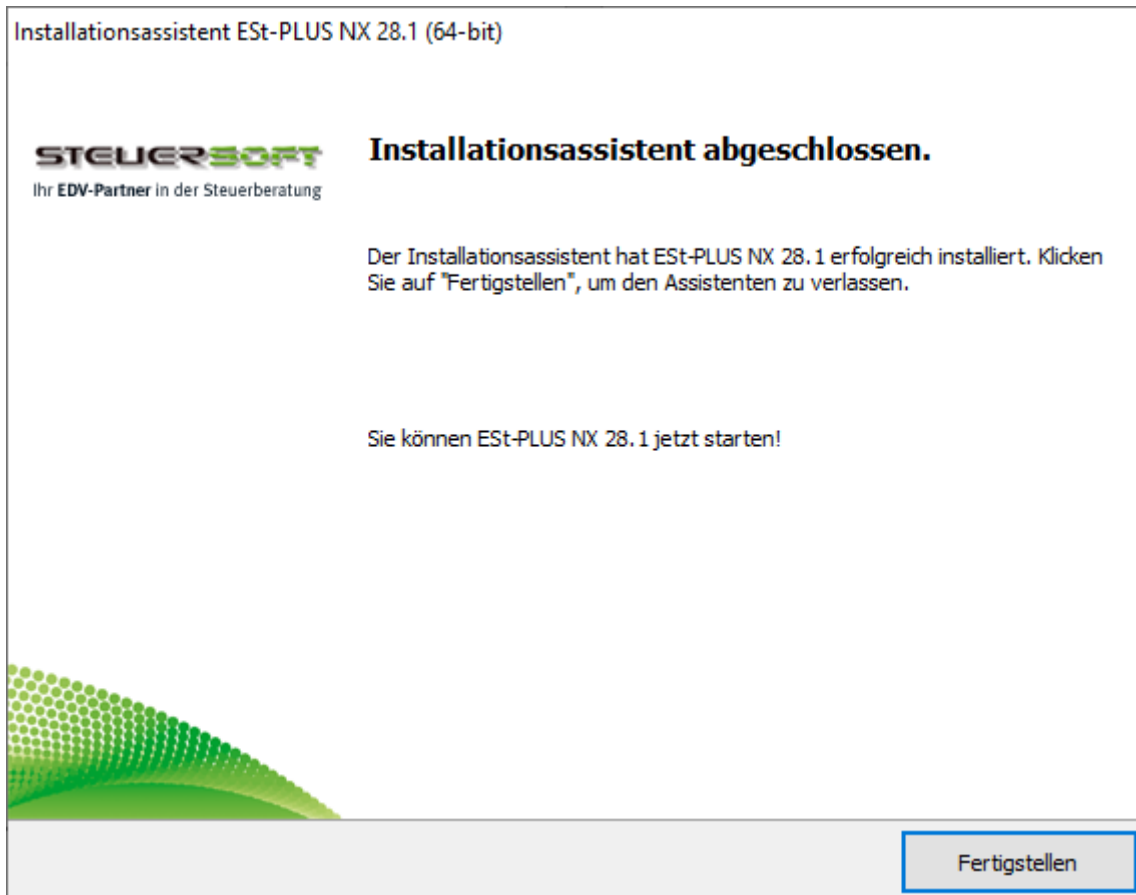 Installationsassistent ESt-PLUS NX 28.1 (64-bit)
STEUERSOFT
Ihr EDV-Partner in der Steuerberatung
Installationsassistent abgeschlossen.
Der Installationsassistent hat ESt-PLUS NX 28.1 erfolgreich installiert. Klicken
Sie auf "Fertigstellen", um den Assistenten zu verlassen.
Sie können ESt-PLUS NX 28.1 jetzt starten!
Fertigstellen